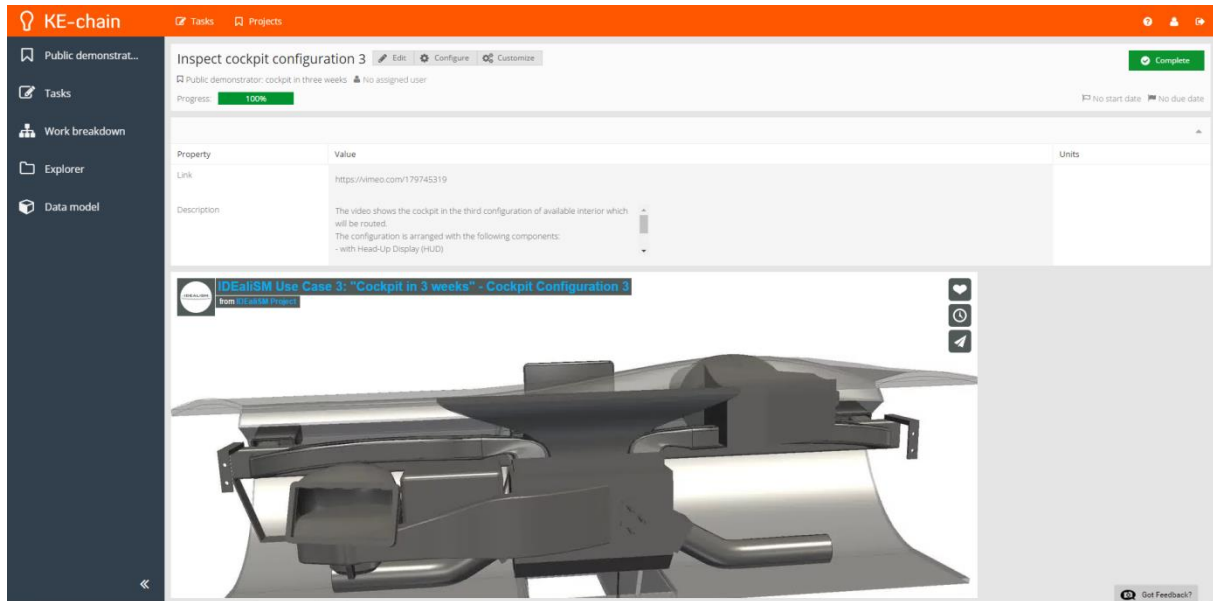 KE-chain
Tasks
Projects
Public demonstrat...
Tasks
Work breakdown
Explorer
Data model
Inspect cockpit configuration 3
Edit
Configure
Customize
Complete
Public demonstrator: cockpit in three weeks
No assigned user
Progress:
100%
No start date
No due date
Property
Value
Units
Link
https://vimeo.com/179745319
Description
The video shows the cockpit in the third configuration of available interior which
will be routed.
The configuration is arranged with the following components:
- with Head-Up Display (HUD)
IDEALISM
IDEaliSM Use Case 3: "Cockpit in 3 weeks" - Cockpit Configuration 3
from IDEaliSM Project
Got Feedback?